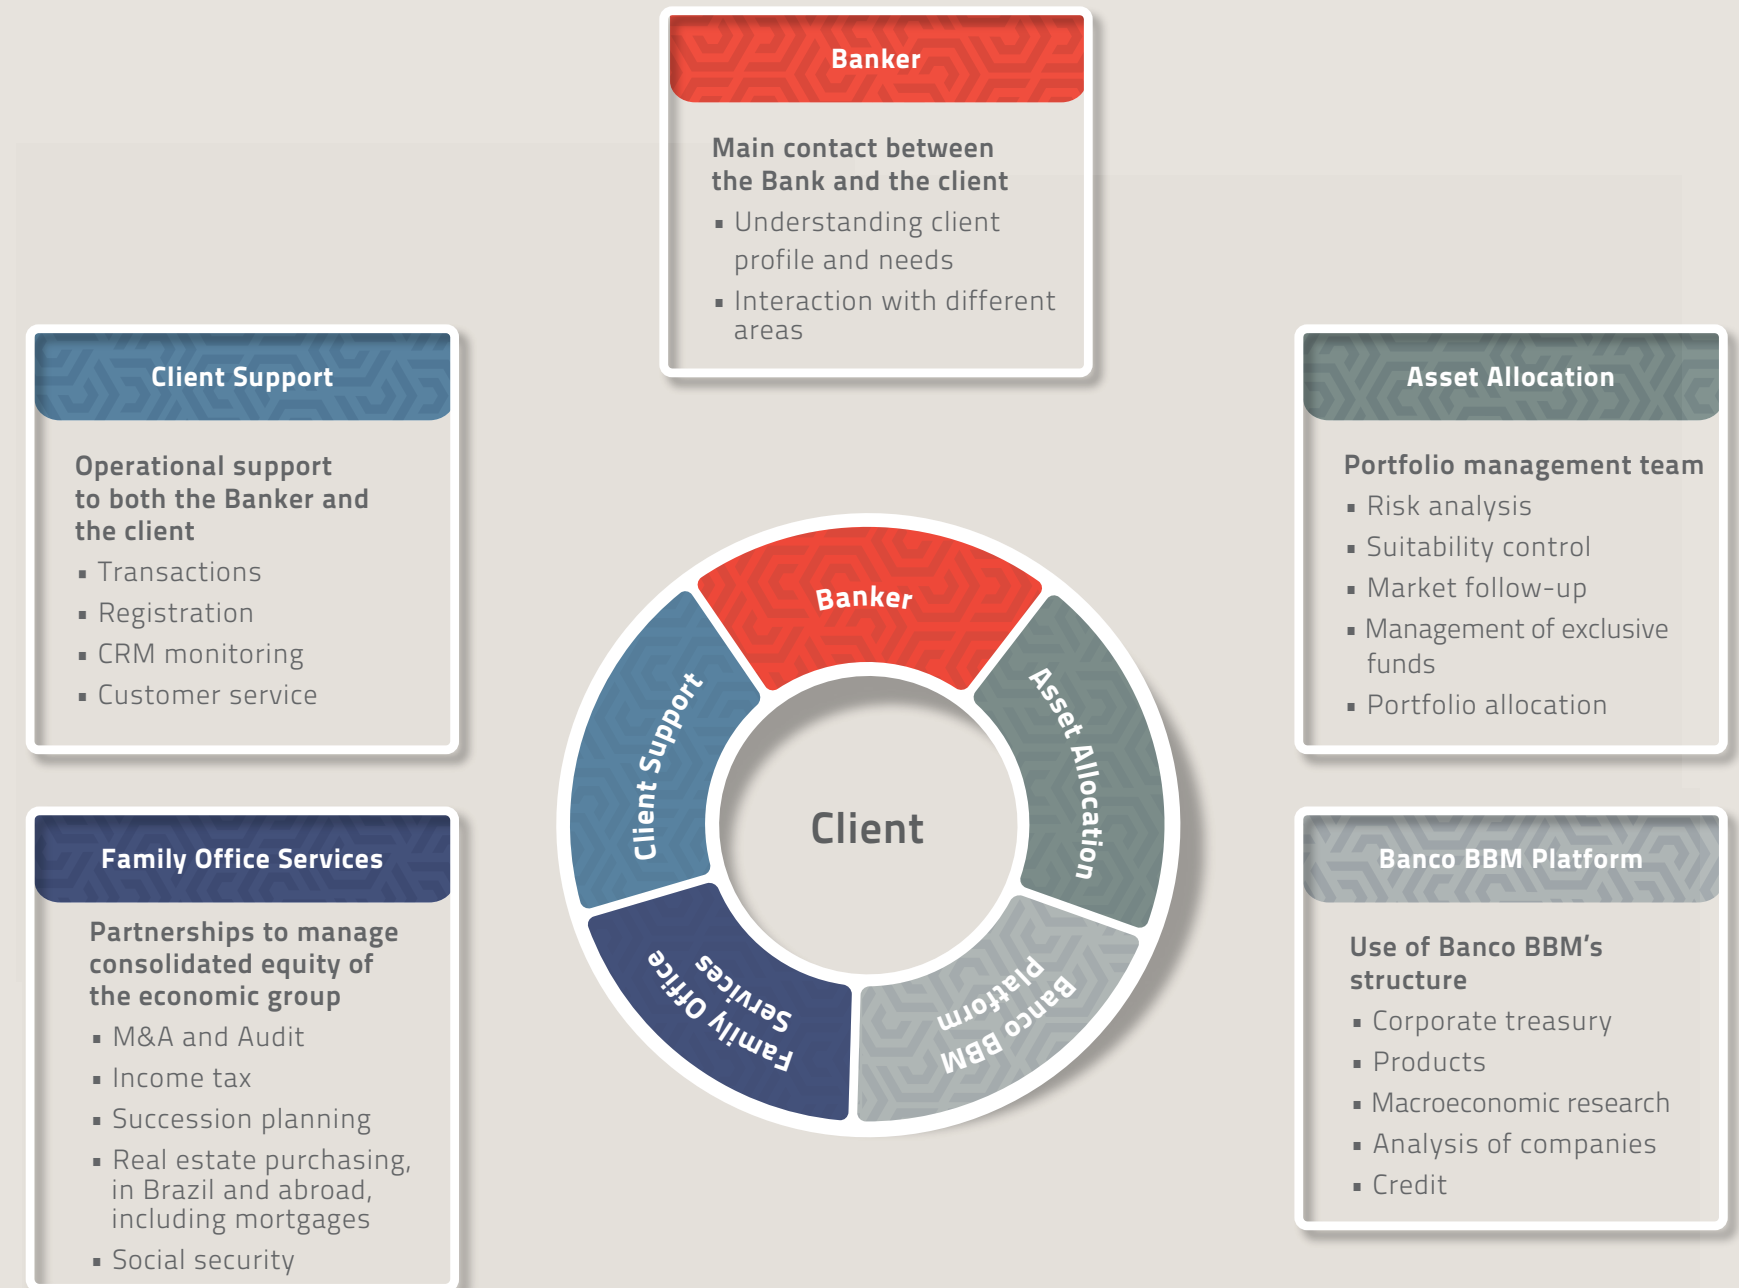 Banker
Main contact between
the Bank and the client
▪ Understanding client
profile and needs
▪ Interaction with different
areas
Client Support
Operational support
to both the Banker and
the client
▪ Transactions
▪ Registration
▪ CRM monitoring
▪ Customer service
Asset Allocation
Portfolio management team
▪ Risk analysis
▪ Suitability control
▪ Market follow-up
▪ Management of exclusive
funds
▪ Portfolio allocation
Banker
Asset Allocation
Banco BBM
Platform
Family Office
Services
Client Support
Client
Family Office Services
Partnerships to manage
consolidated equity of
the economic group
▪ M&A and Audit
▪ Income tax
▪ Succession planning
▪ Real estate purchasing,
in Brazil and abroad,
including mortgages
▪ Social security
Banco BBM Platform
Use of Banco BBM's
structure
▪ Corporate treasury
▪ Products
▪ Macroeconomic research
▪ Analysis of companies
▪ Credit